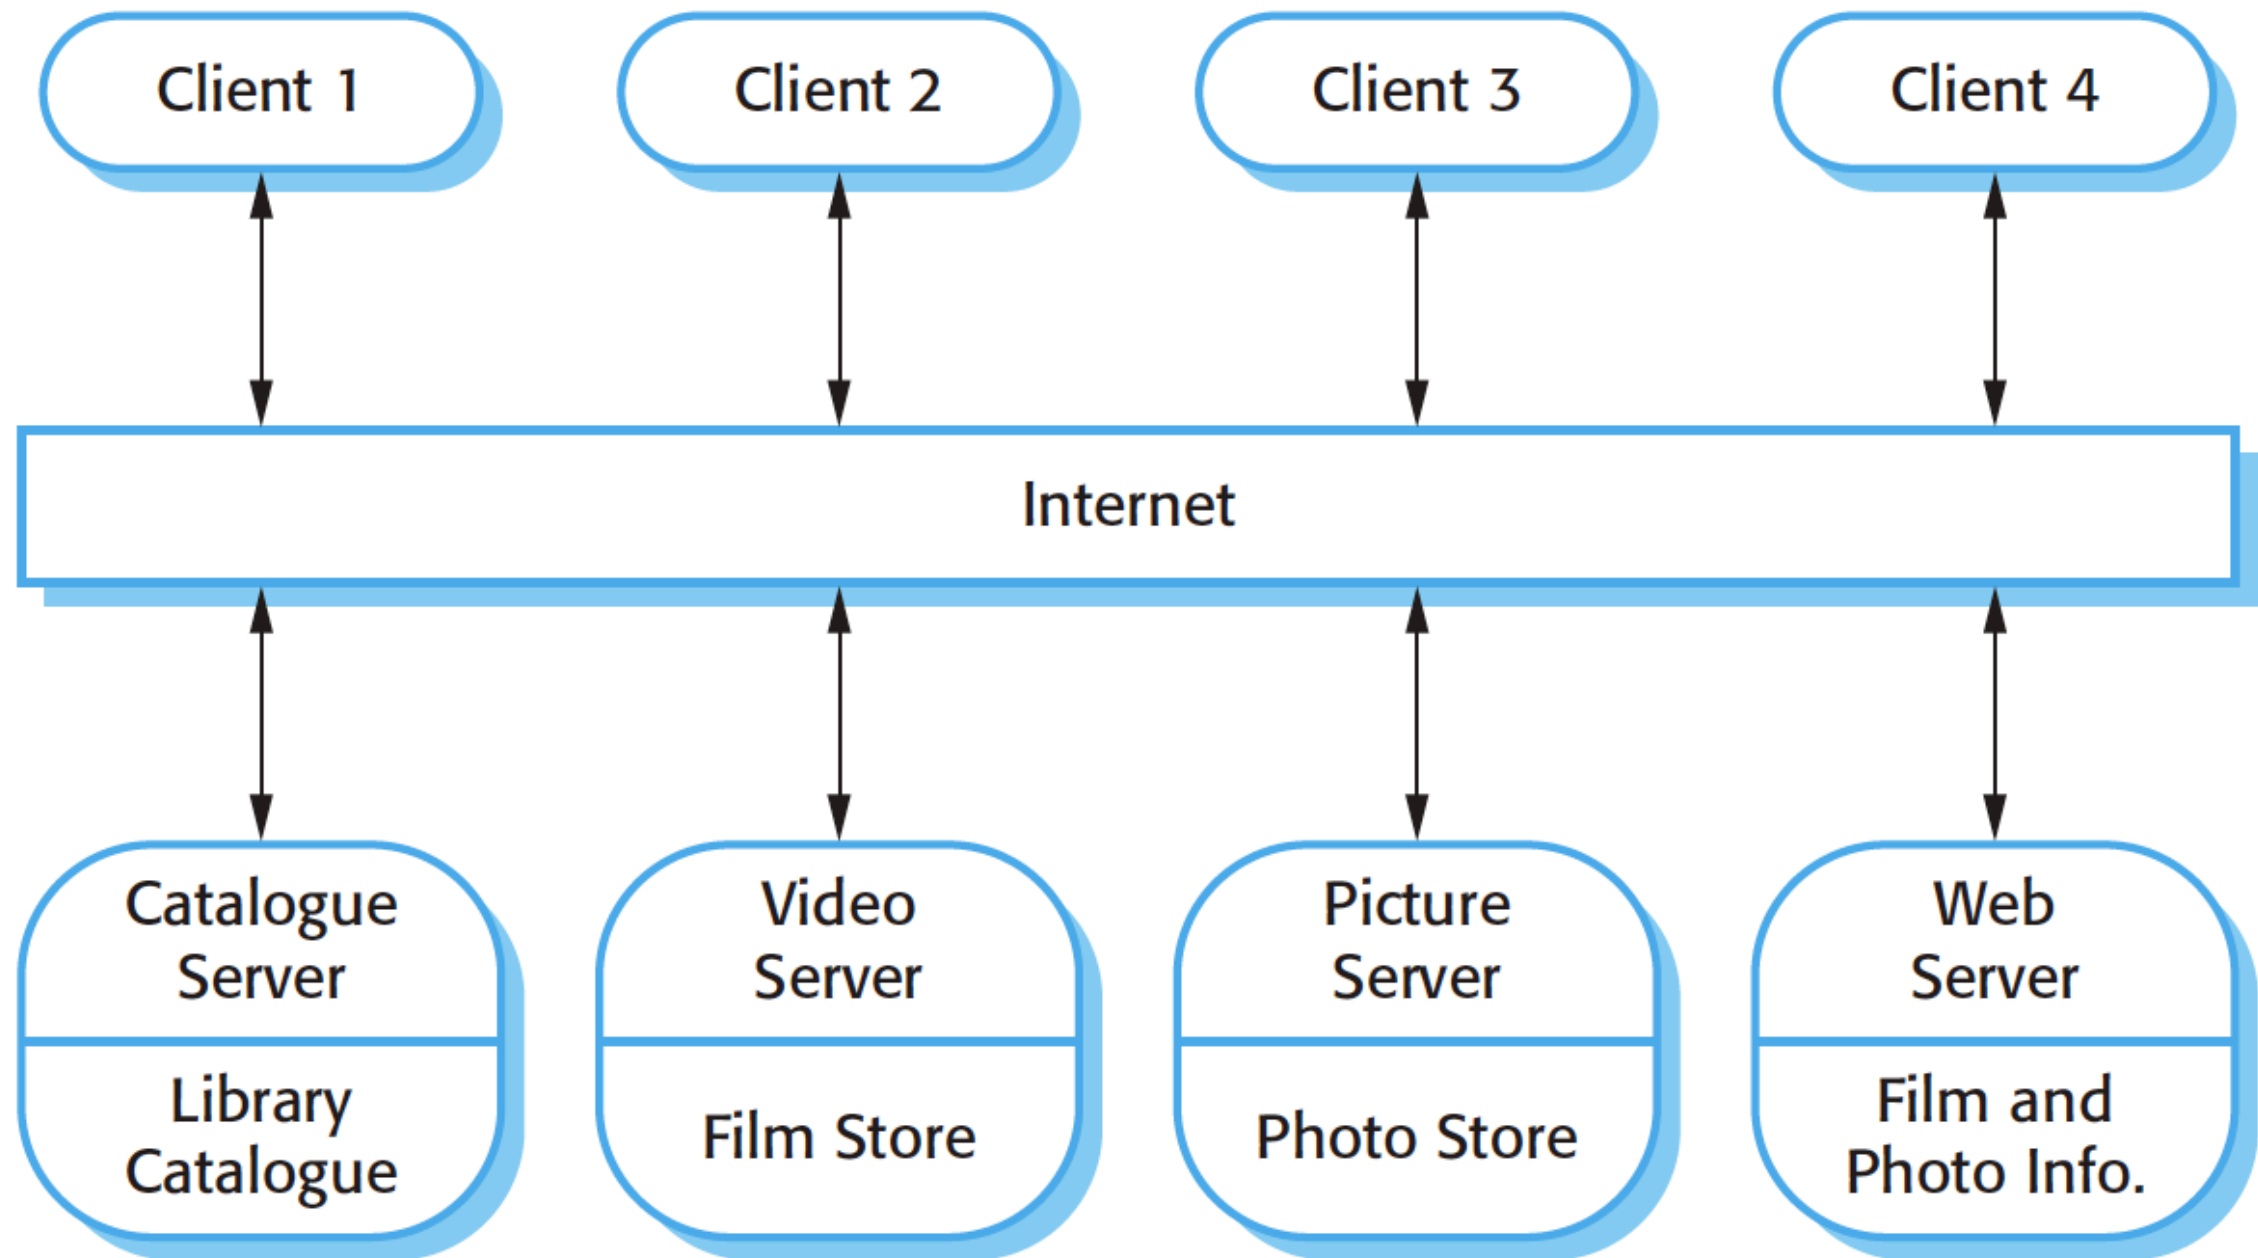 Client 1
Client 2
Client 3
Client 4
Internet
Catalogue
Server
Library
Catalogue
Video
Server
Film Store
Picture
Server
Photo Store
Web
Server
Film and
Photo Info.